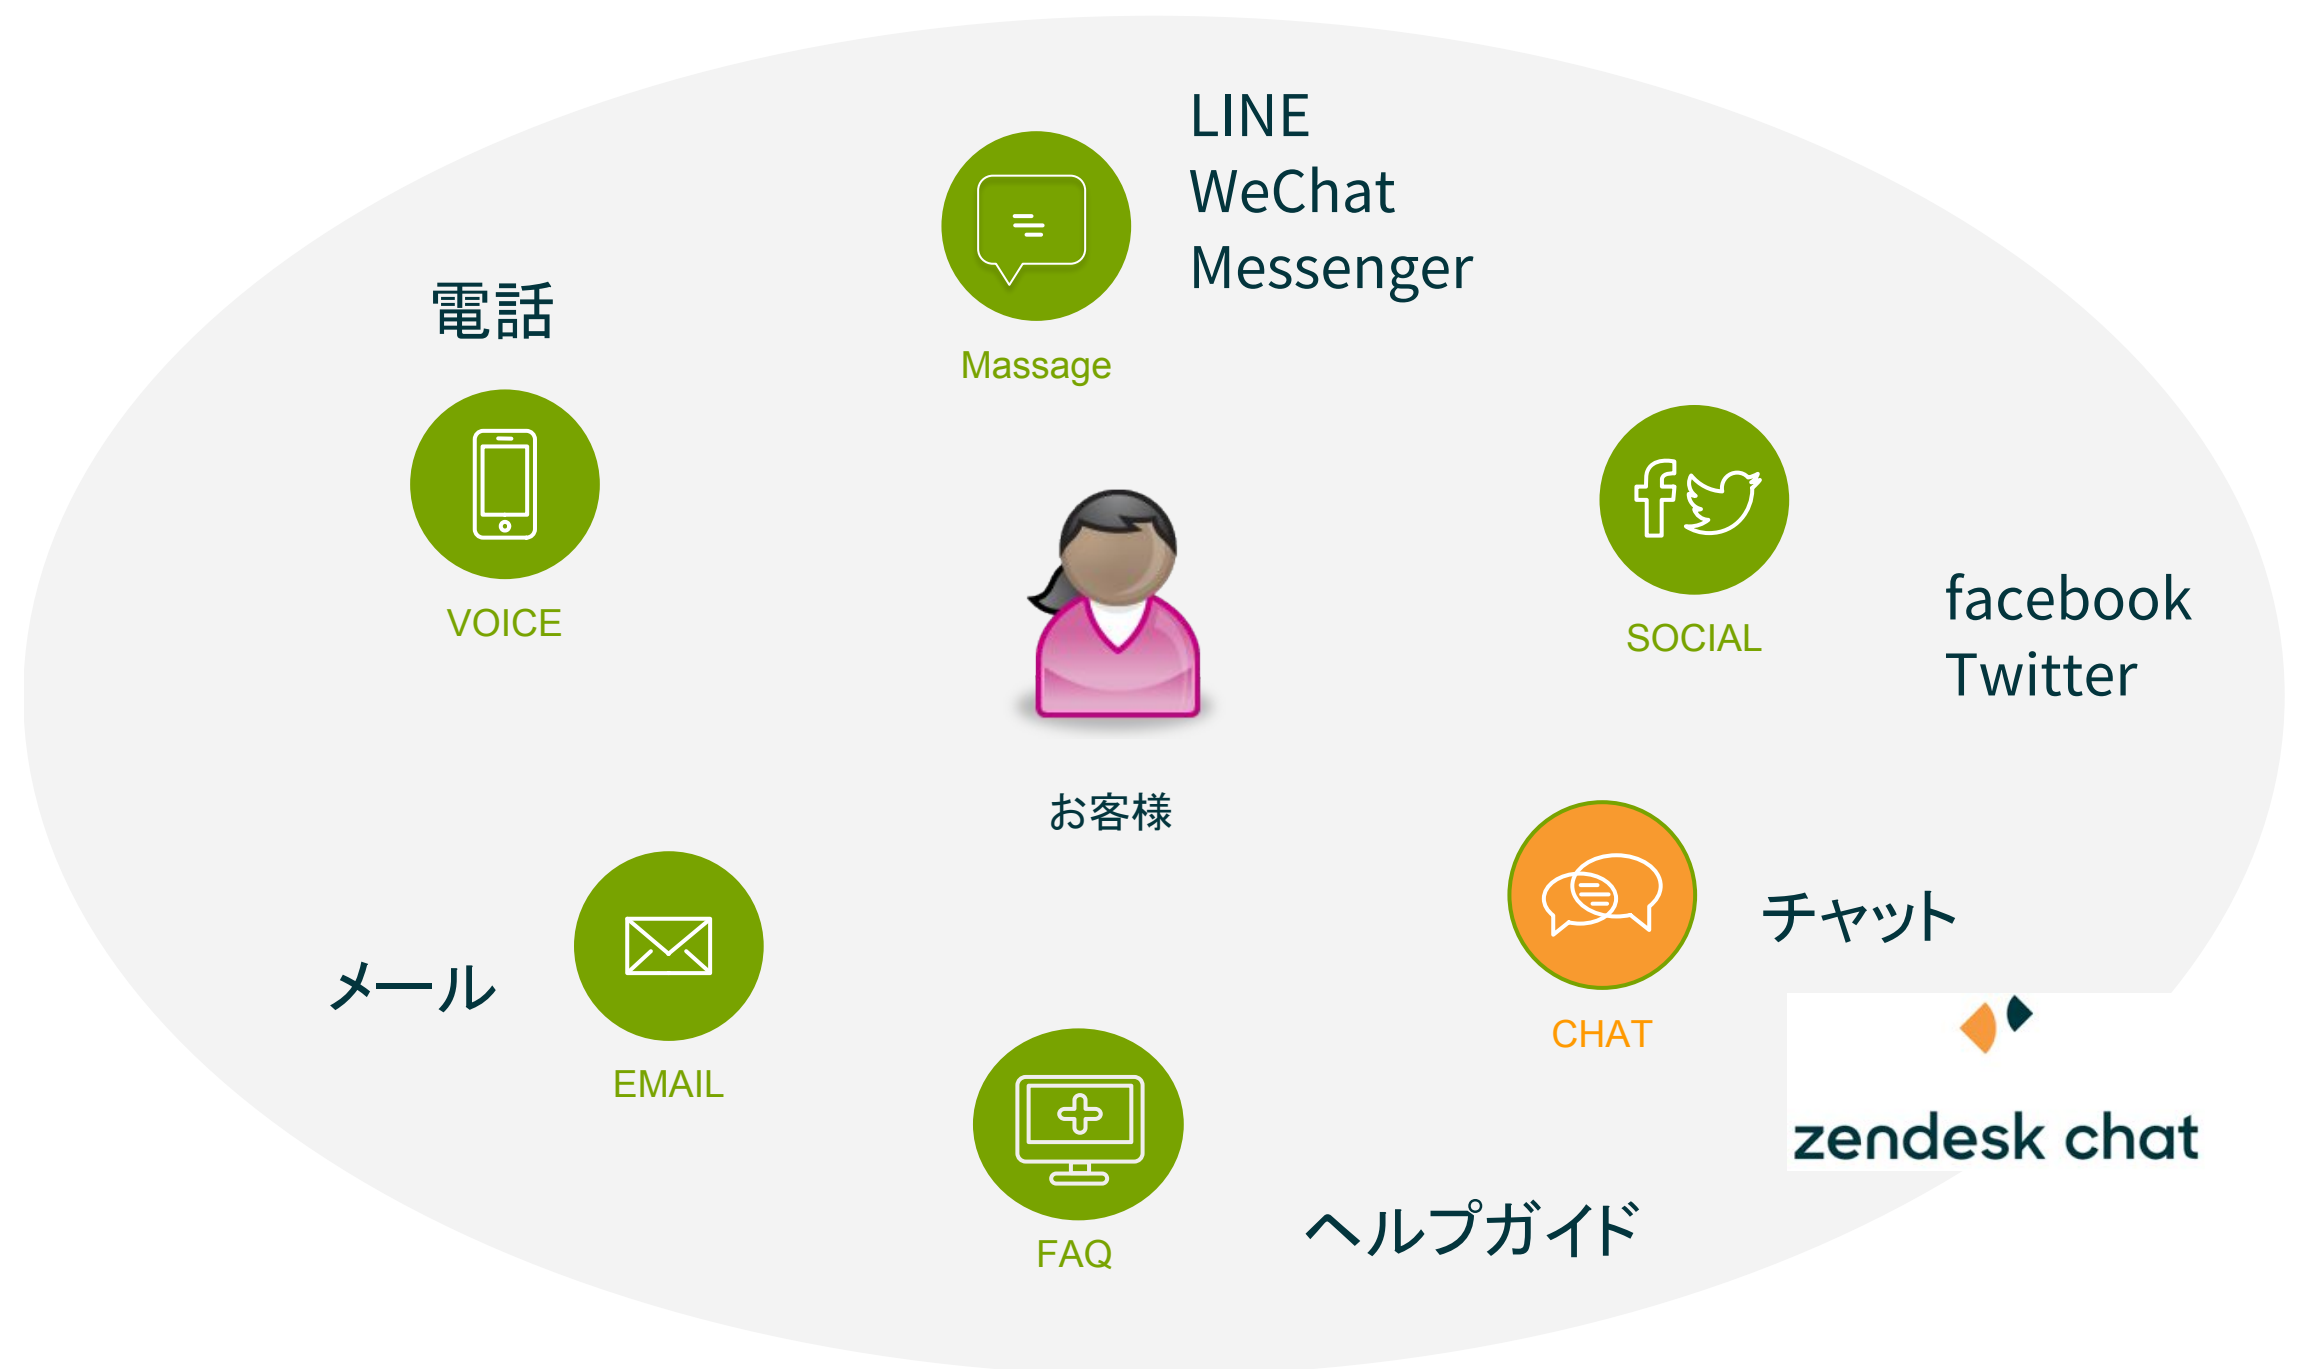 LINE
WeChat
Messenger
Massage
電話
VOICE
SOCIAL
facebook
Twitter
お客様
チャット
CHAT
zendesk chat
メール
EMAIL
ヘルプガイド
FAQ